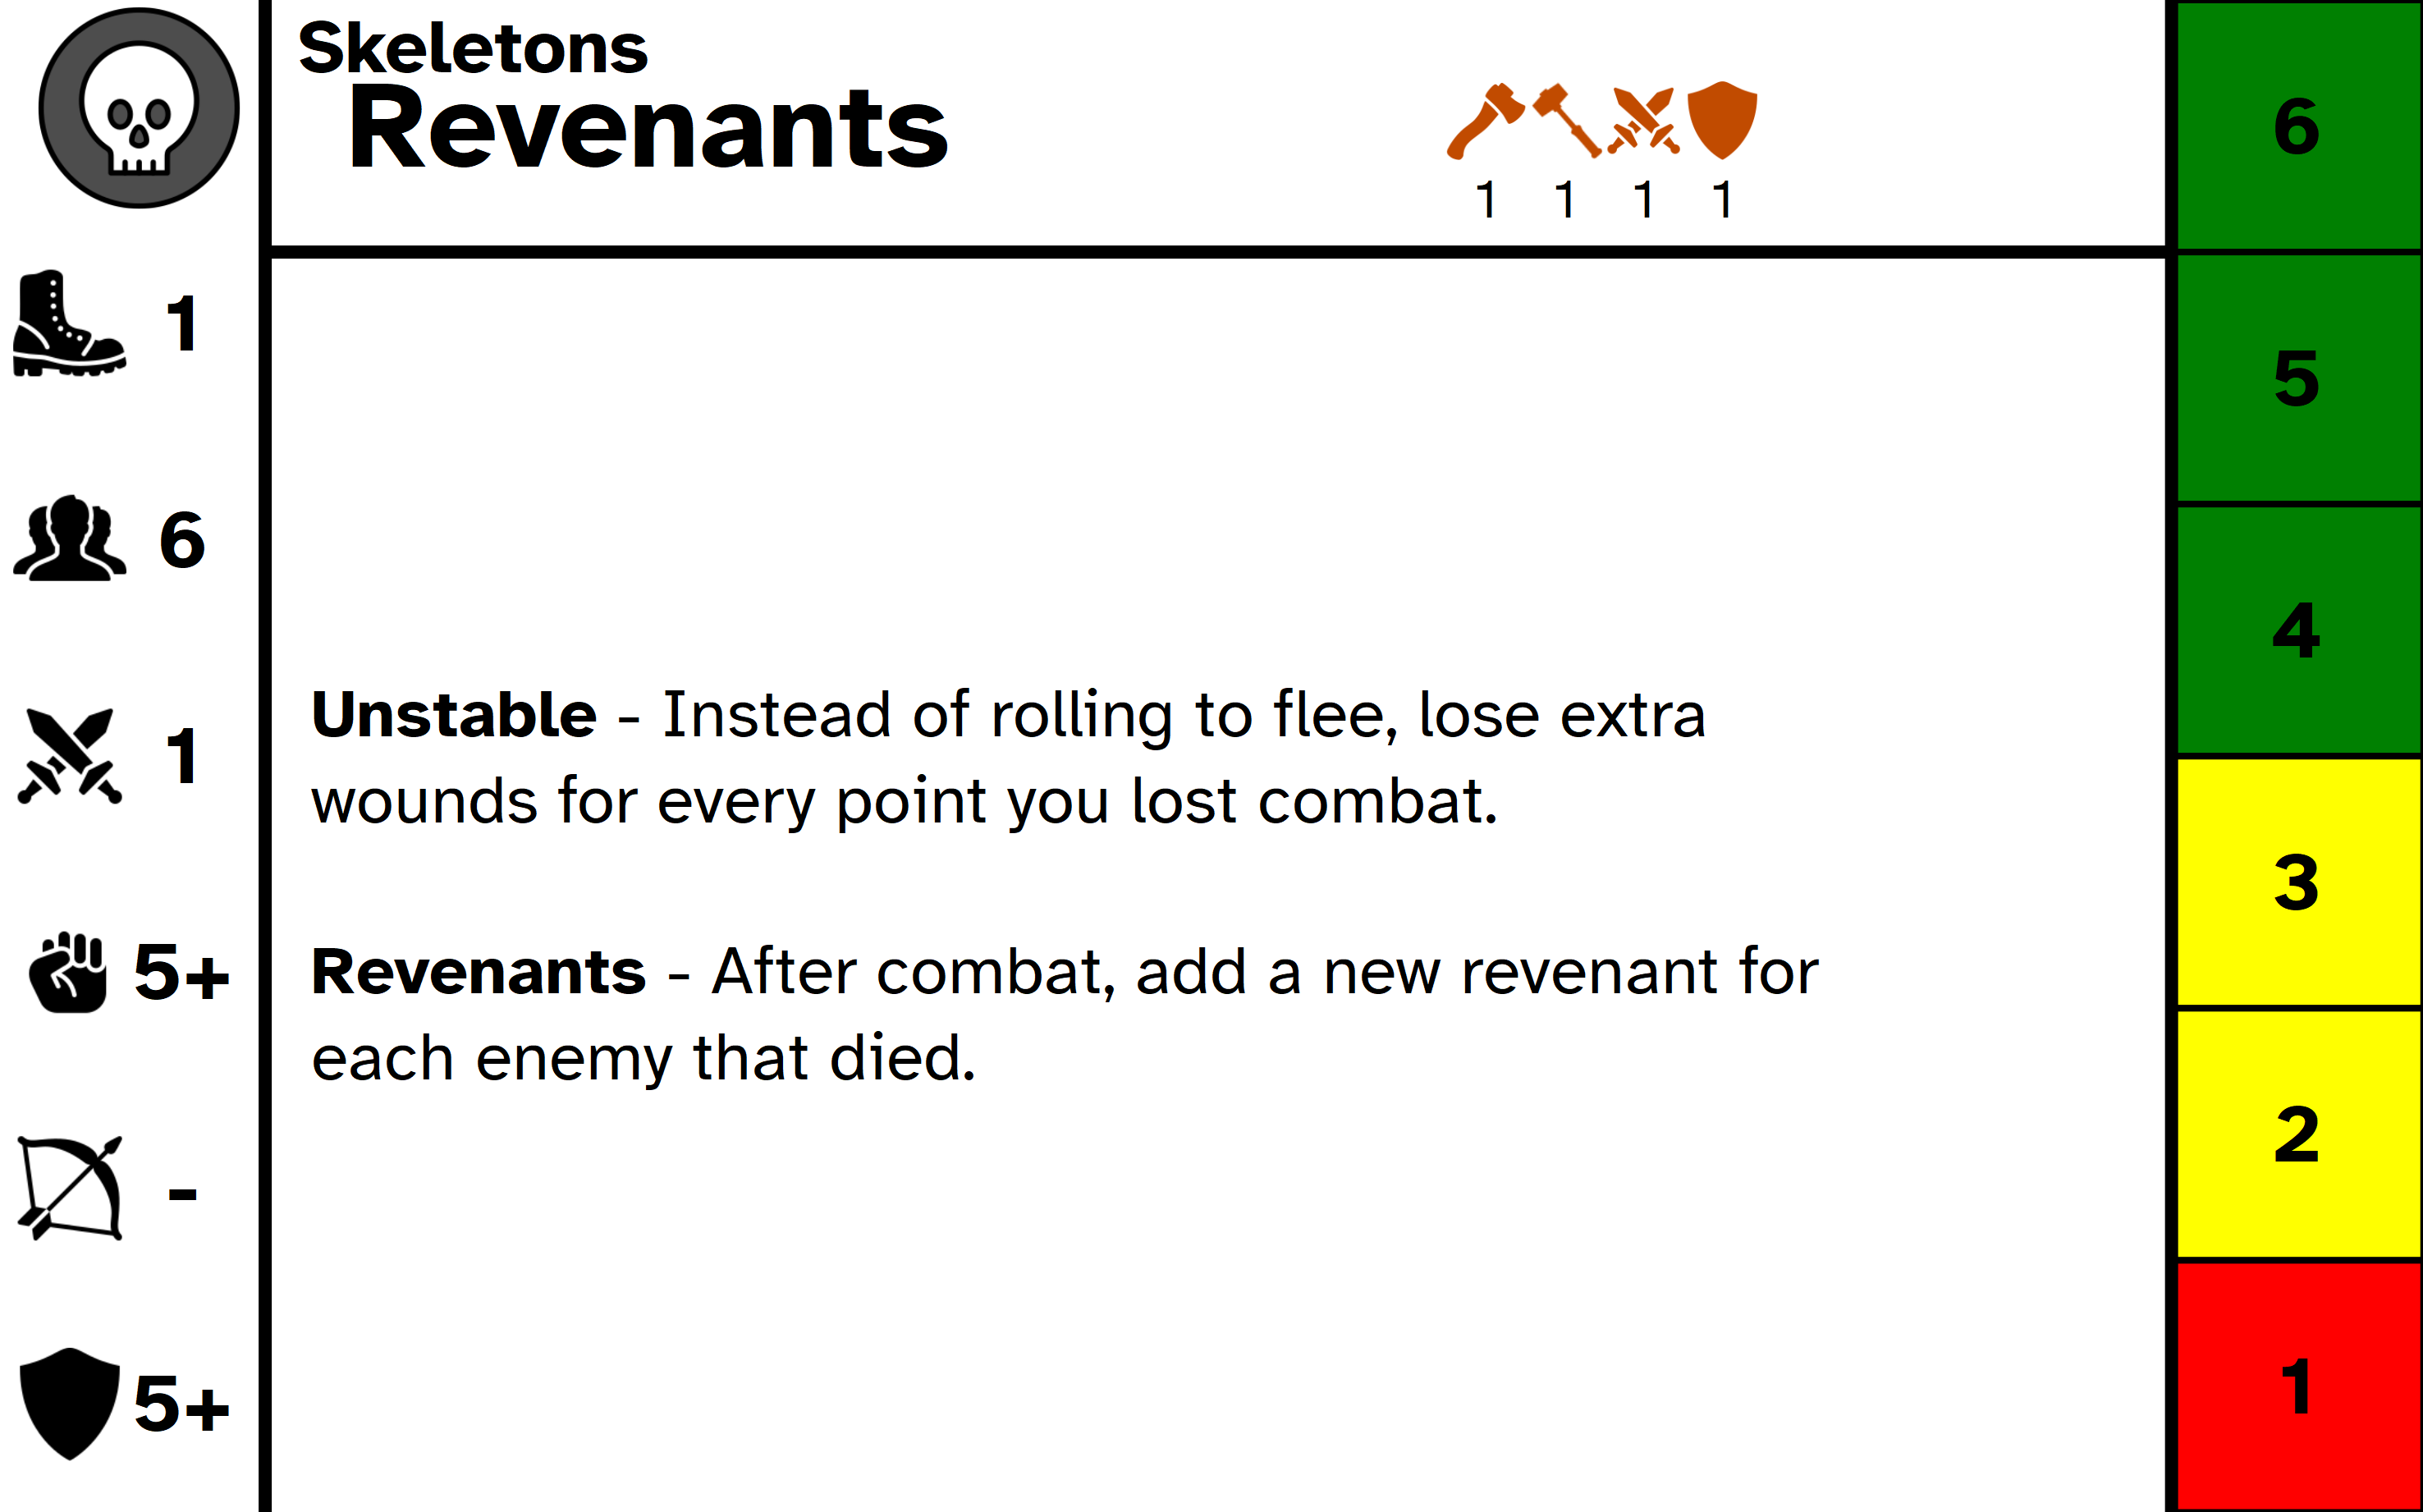 Skeletons
Revenants
1 1 1 1
1
6
1
5+
-
5+
Unstable - Instead of rolling to flee, lose extra
wounds for every point you lost combat.
Revenants - After combat, add a new revenant for
each enemy that died.
6
5
4
3
2
1